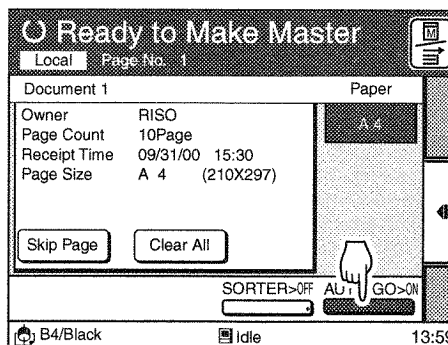 Ready to Make Master
Local Page No. 1
Document 1 Paper
Owner RISO
Page Count 10Page
Receipt Time 09/31/00 15:30
Page Size A 4 (210X297)
A 4
Skip Page Clear All
SORTER>OFF GO>ON
B4/Black Idle 13:59